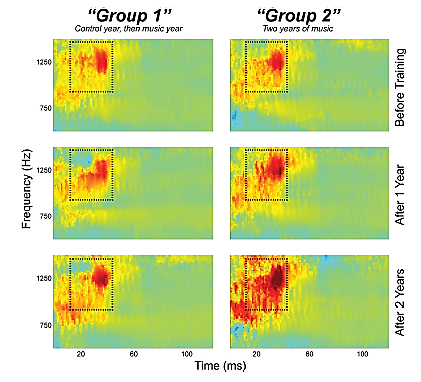 "Group 1"
Control year, then music year
"Group 2"
Two years of music
Frequency (Hz)
1250
750
Before Training
1250
750
After 1 Year
1250
750
After 2 Years
20
60
100
20
60
100
Time (ms)